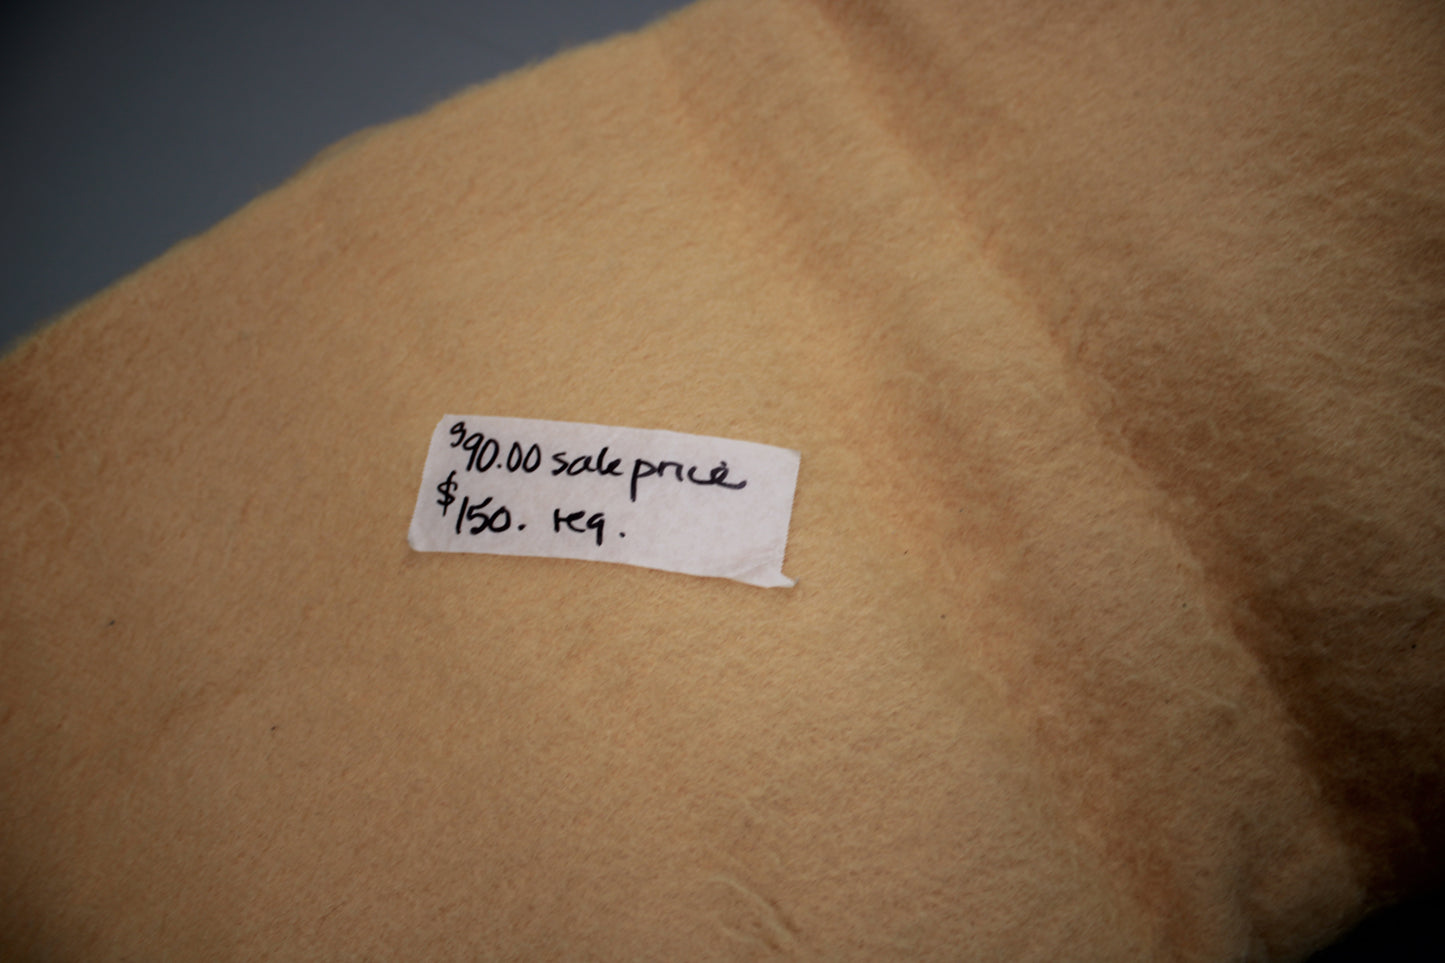 $90.00 sale price
$150. reg.